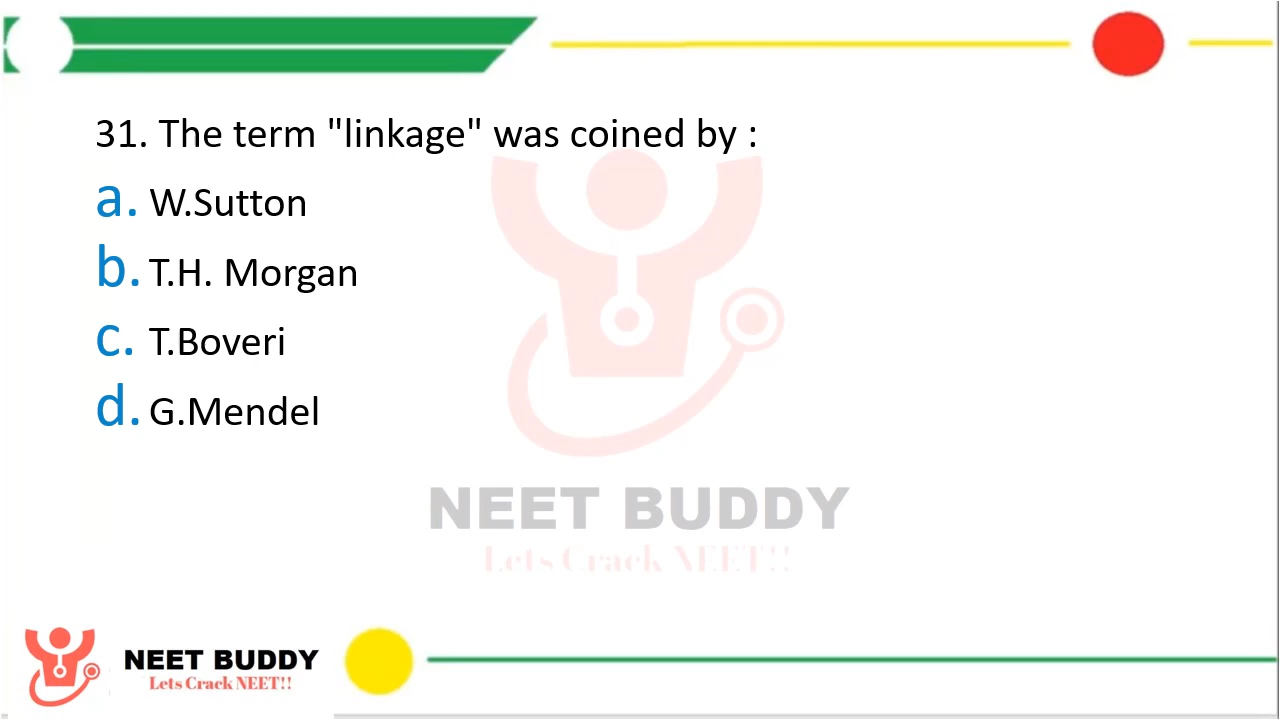 31. The term "linkage" was coined by :
a. W.Sutton
b. T.H. Morgan
c. T.Boveri
d. G.Mendel
NEET BUDDY
Lets Crack NEET!!
NEET BUDDY
Lets Crack NEET!!